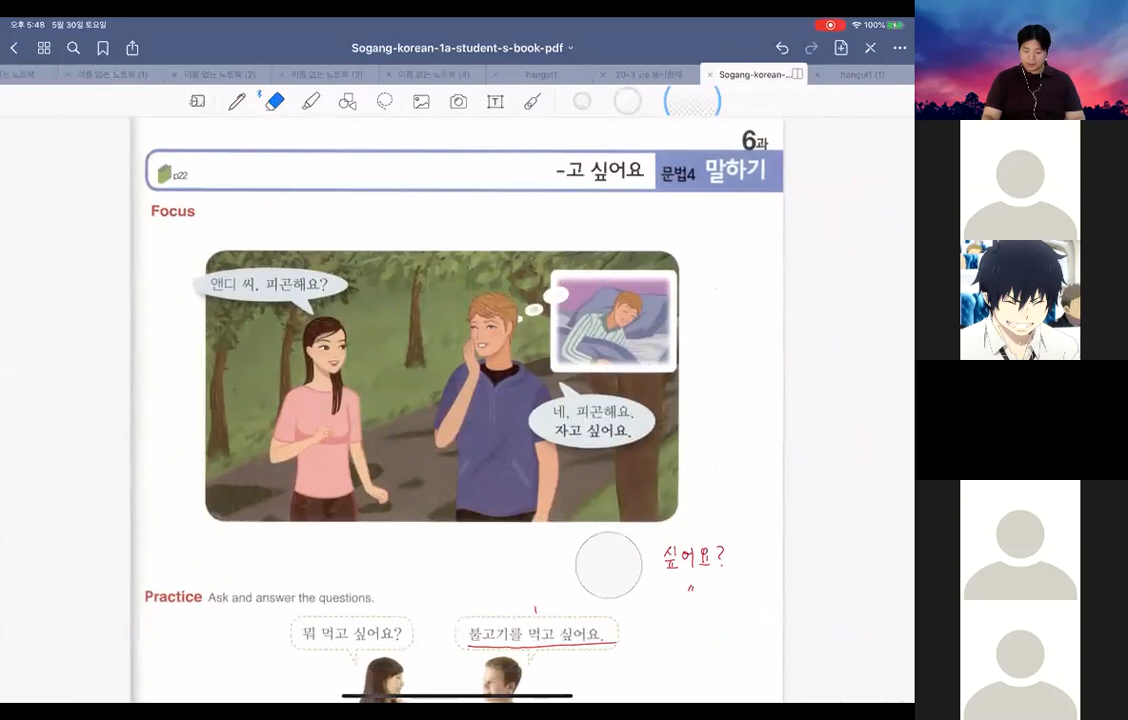 오후 5:48 5월 30일 토요일
100%
Sogang-korean-1a-student-s-book-pdf
이름 없는 노트북 (1)
이름 없는 노트북 (2)
이름 없는 노트북 (3)
이름 없는 노트북 (4)
hangul1
Sogang-korean-...
hangul1 (1)
6과
p22
-고 싶어요
문법4 말하기
Focus
앤디 씨, 피곤해요?
네, 피곤해요.
자고 싶어요.
싶어요?
〃
Practice Ask and answer the questions.
뭐 먹고 싶어요?
불고기를 먹고 싶어요.